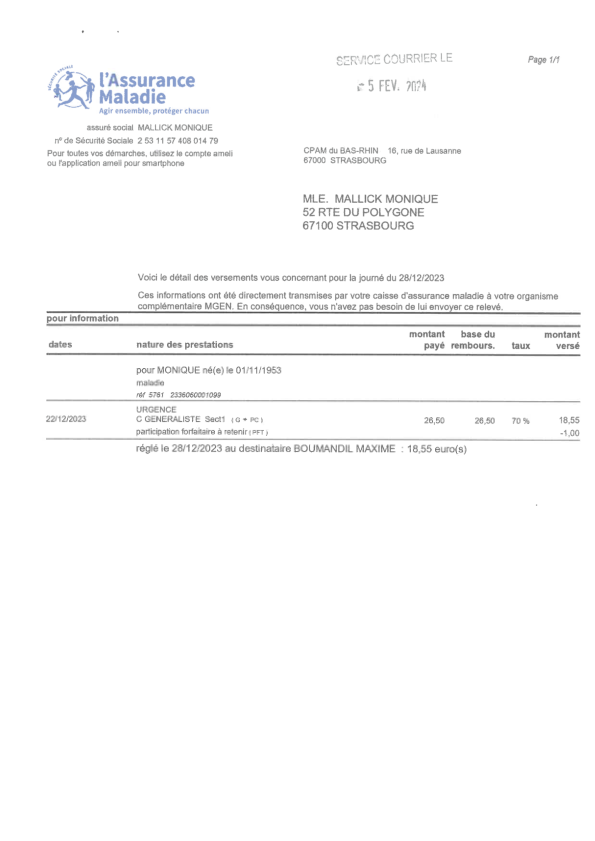 SERVICE COURRIER LE
Page 1/1
5 FEV. 2024
SÉCURITÉ SOCIALE
l'Assurance
Maladie
Agir ensemble, protéger chacun
assuré social MALLICK MONIQUE
n° de Sécurité Sociale 2 53 11 57 408 014 79
Pour toutes vos démarches, utilisez le compte ameli
ou l'application ameli pour smartphone
CPAM du BAS-RHIN 16, rue de Lausanne
67000 STRASBOURG
MLE. MALLICK MONIQUE
52 RTE DU POLYGONE
67100 STRASBOURG
Voici le détail des versements vous concernant pour la journé du 28/12/2023
Ces informations ont été directement transmises par votre caisse d'assurance maladie à votre organisme
complémentaire MGEN. En conséquence, vous n'avez pas besoin de lui envoyer ce relevé.
pour information
dates nature des prestations montant payé base du rembours. taux montant versé
pour MONIQUE né(e) le 01/11/1953
maladie
réf 5761 2336060001099
URGENCE
22/12/2023 C GENERALISTE Sect1 ( G = PC ) 26,50 26,50 70 % 18,55
participation forfaitaire à retenir ( PFT ) -1,00
réglé le 28/12/2023 au destinataire BOUMANDIL MAXIME : 18,55 euro(s)